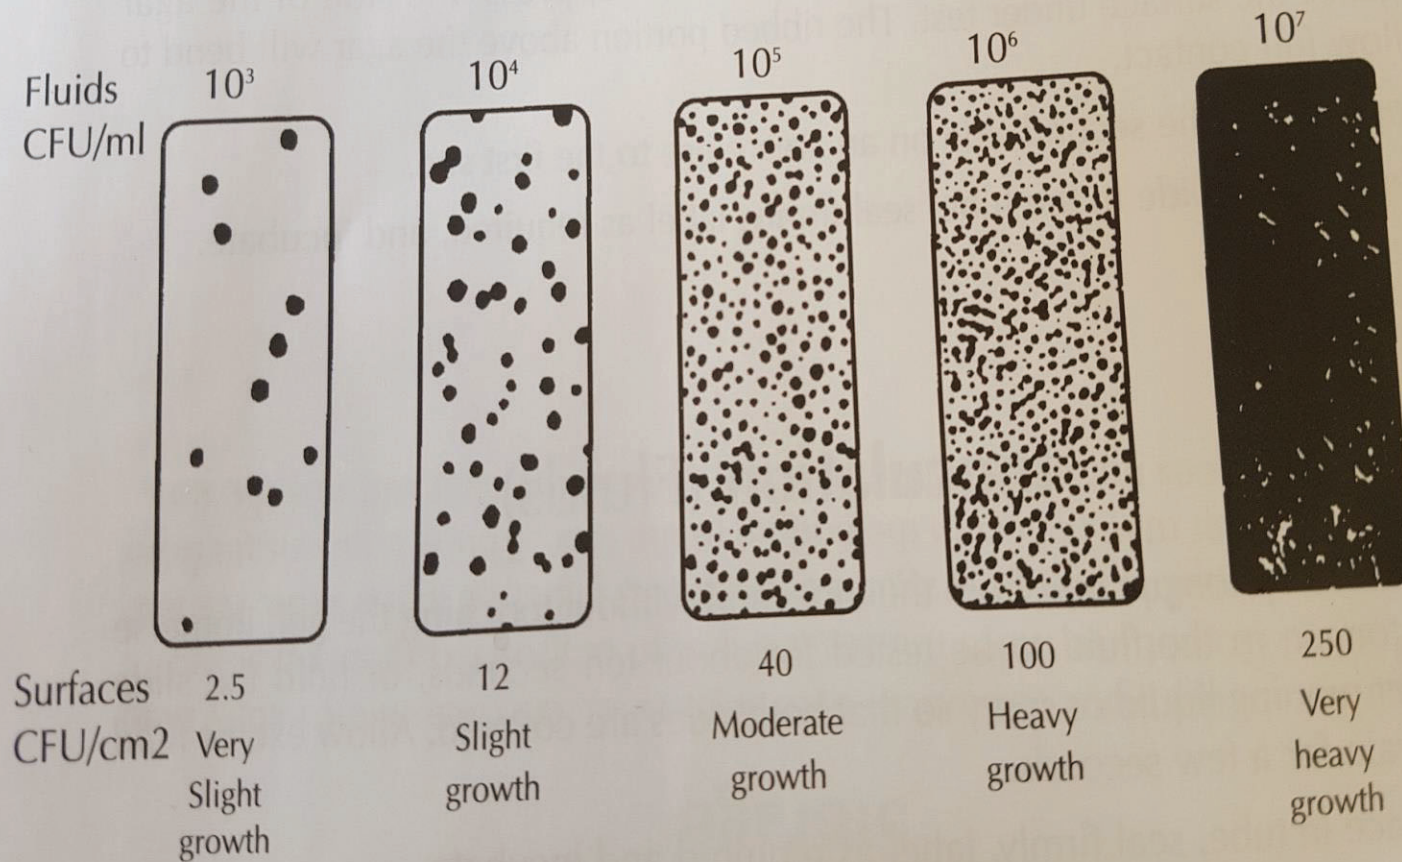 Fluids 10³ 10⁴ 10⁵ 10⁶ 10⁷
CFU/ml
Surfaces 2.5 12 40 100 250
CFU/cm2 Very Slight Moderate Heavy Very
Slight growth growth growth heavy
growth growth